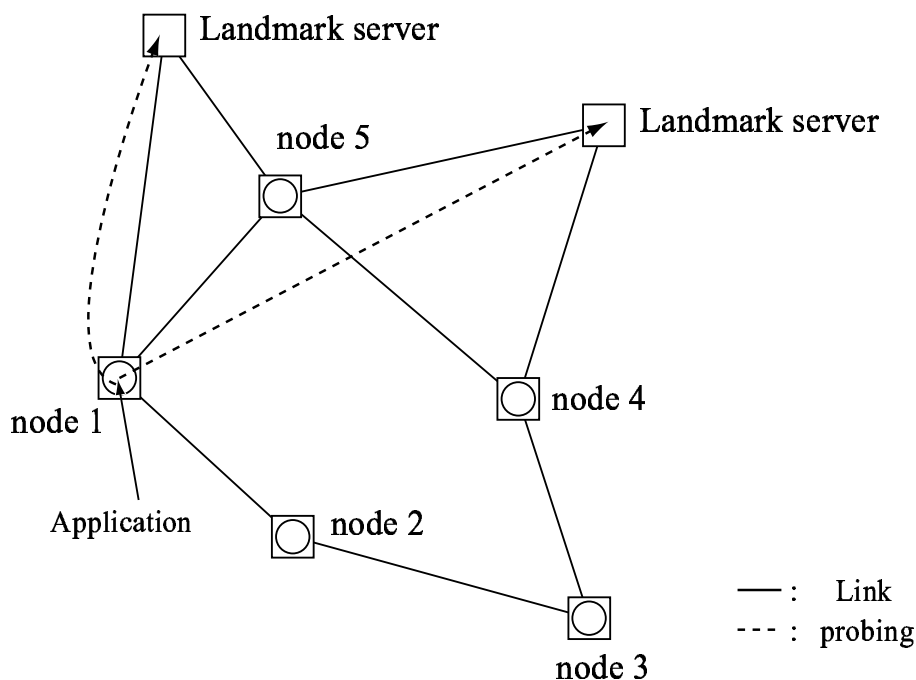 Landmark server
Landmark server
node 5
node 4
node 1
Application
node 2
node 3
: Link
: probing